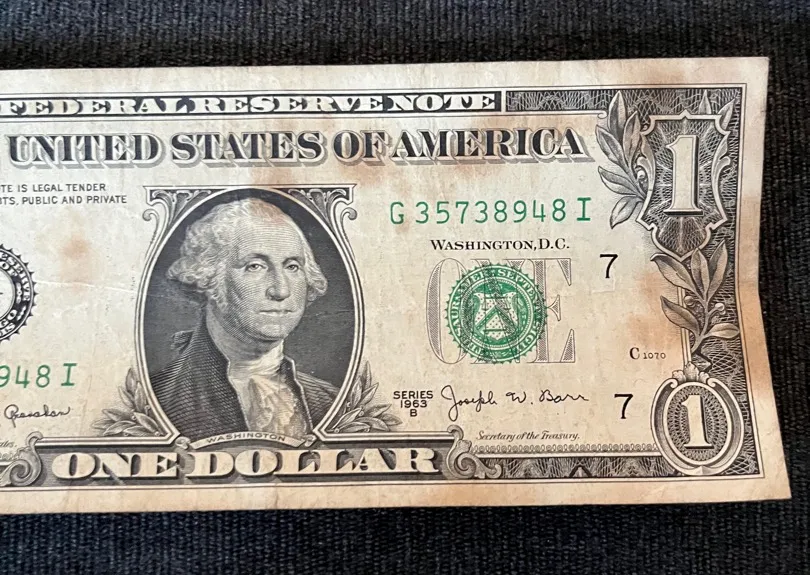 FEDERAL RESERVE NOTE
UNITED STATES OF AMERICA
1
TE IS LEGAL TENDER
TS, PUBLIC AND PRIVATE
G 35738948 I
WASHINGTON, D.C.
ONE
7
C 1070
948 I
SERIES
1963
B
Joseph W. Barr
7
Secretary of the Treasury.
WASHINGTON
1
ONE DOLLAR